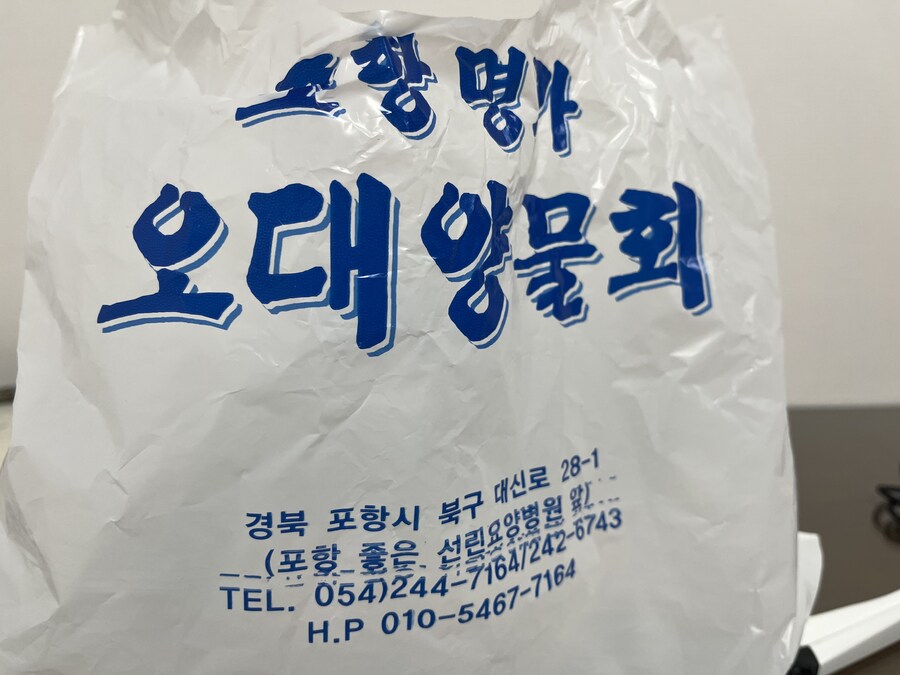 포항 명가
오대양물회
경북 포항시 북구 대신로 28-1
(포항 좋은 선린요양병원 앞)
TEL. 054)244-7164/242-6743
H.P 010-5467-7164